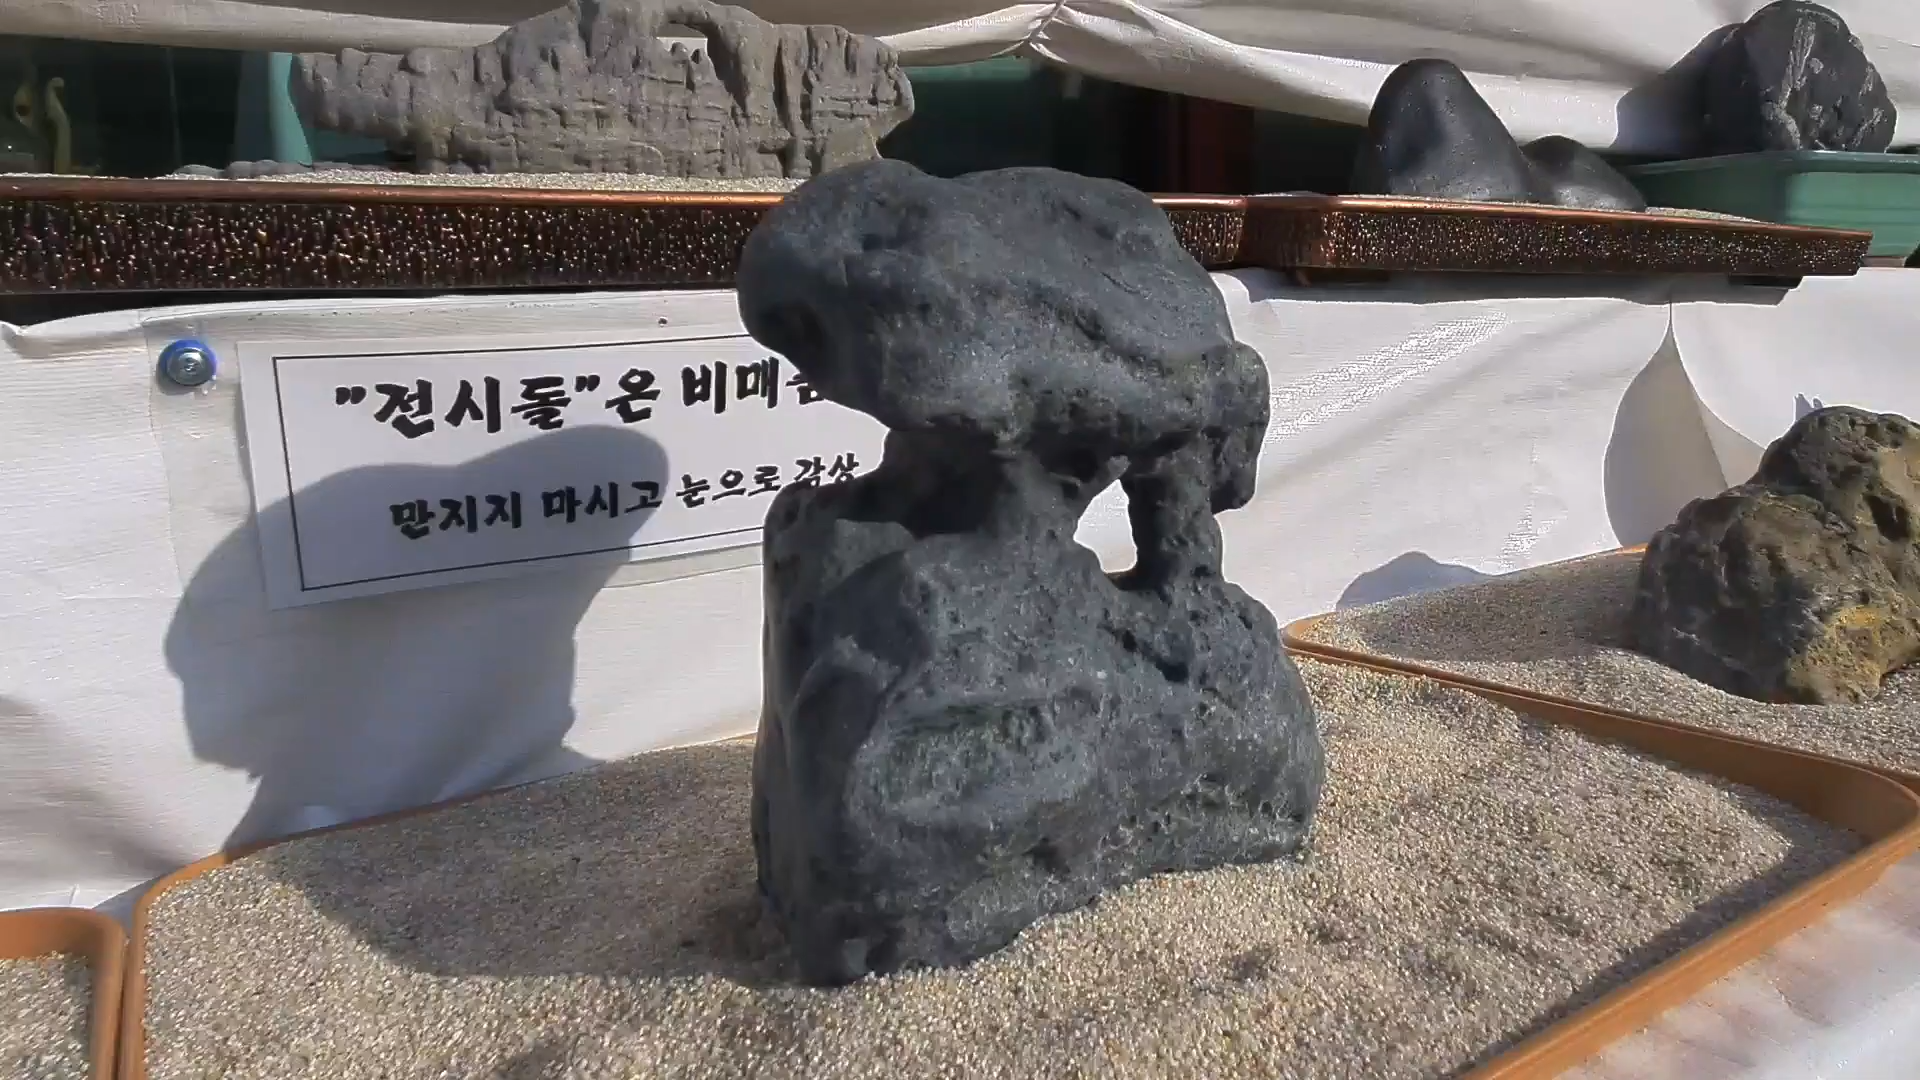 "전시돌"은 비매
만지지 마시고 눈으로 감상